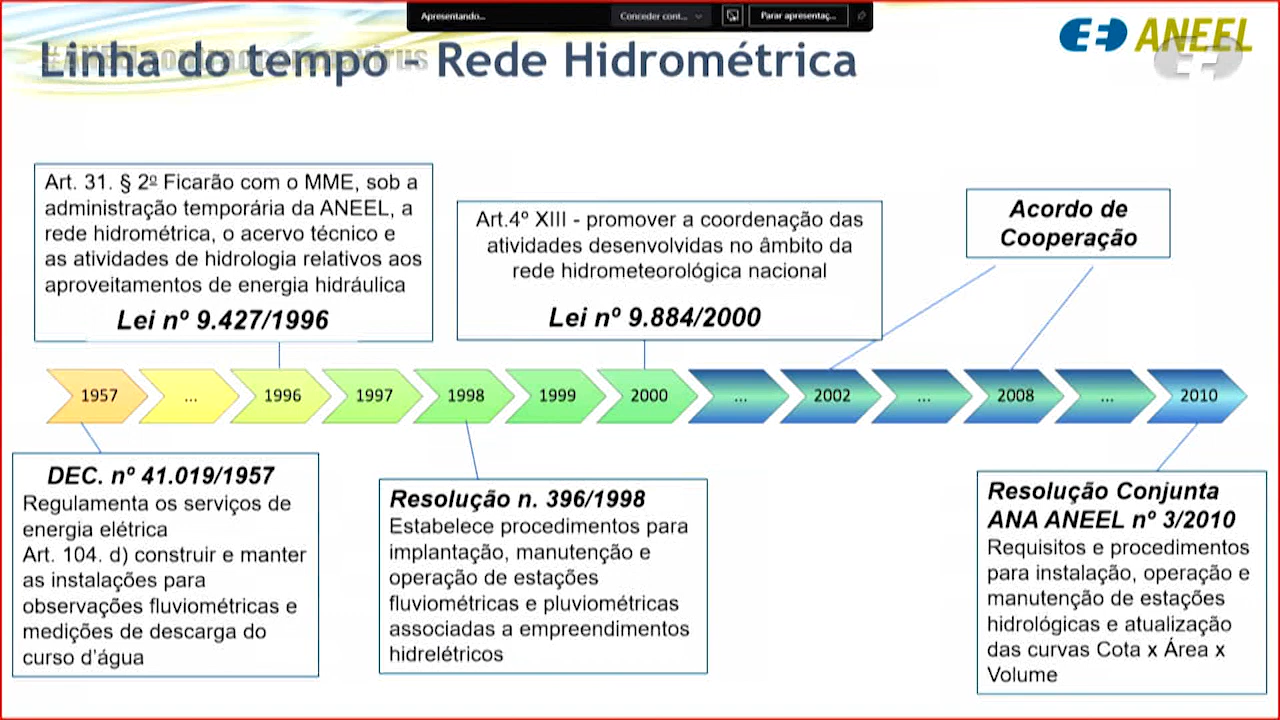 Apresentando...
Conceder cont...
Parar apresentaç...
ANEEL
Linha do tempo - Rede Hidrométrica
Art. 31. § 2º Ficarão com o MME, sob a
administração temporária da ANEEL, a
rede hidrométrica, o acervo técnico e
as atividades de hidrologia relativos aos
aproveitamentos de energia hidráulica
Lei nº 9.427/1996
Art.4º XIII - promover a coordenação das
atividades desenvolvidas no âmbito da
rede hidrometeorológica nacional
Lei nº 9.884/2000
Acordo de
Cooperação
1957 ... 1996 1997 1998 1999 2000 ... 2002 ... 2008 ... 2010
DEC. nº 41.019/1957
Regulamenta os serviços de
energia elétrica
Art. 104. d) construir e manter
as instalações para
observações fluviométricas e
medições de descarga do
curso d'água
Resolução n. 396/1998
Estabelece procedimentos para
implantação, manutenção e
operação de estações
fluviométricas e pluviométricas
associadas a empreendimentos
hidrelétricos
Resolução Conjunta
ANA ANEEL nº 3/2010
Requisitos e procedimentos
para instalação, operação e
manutenção de estações
hidrológicas e atualização
das curvas Cota x Área x
Volume